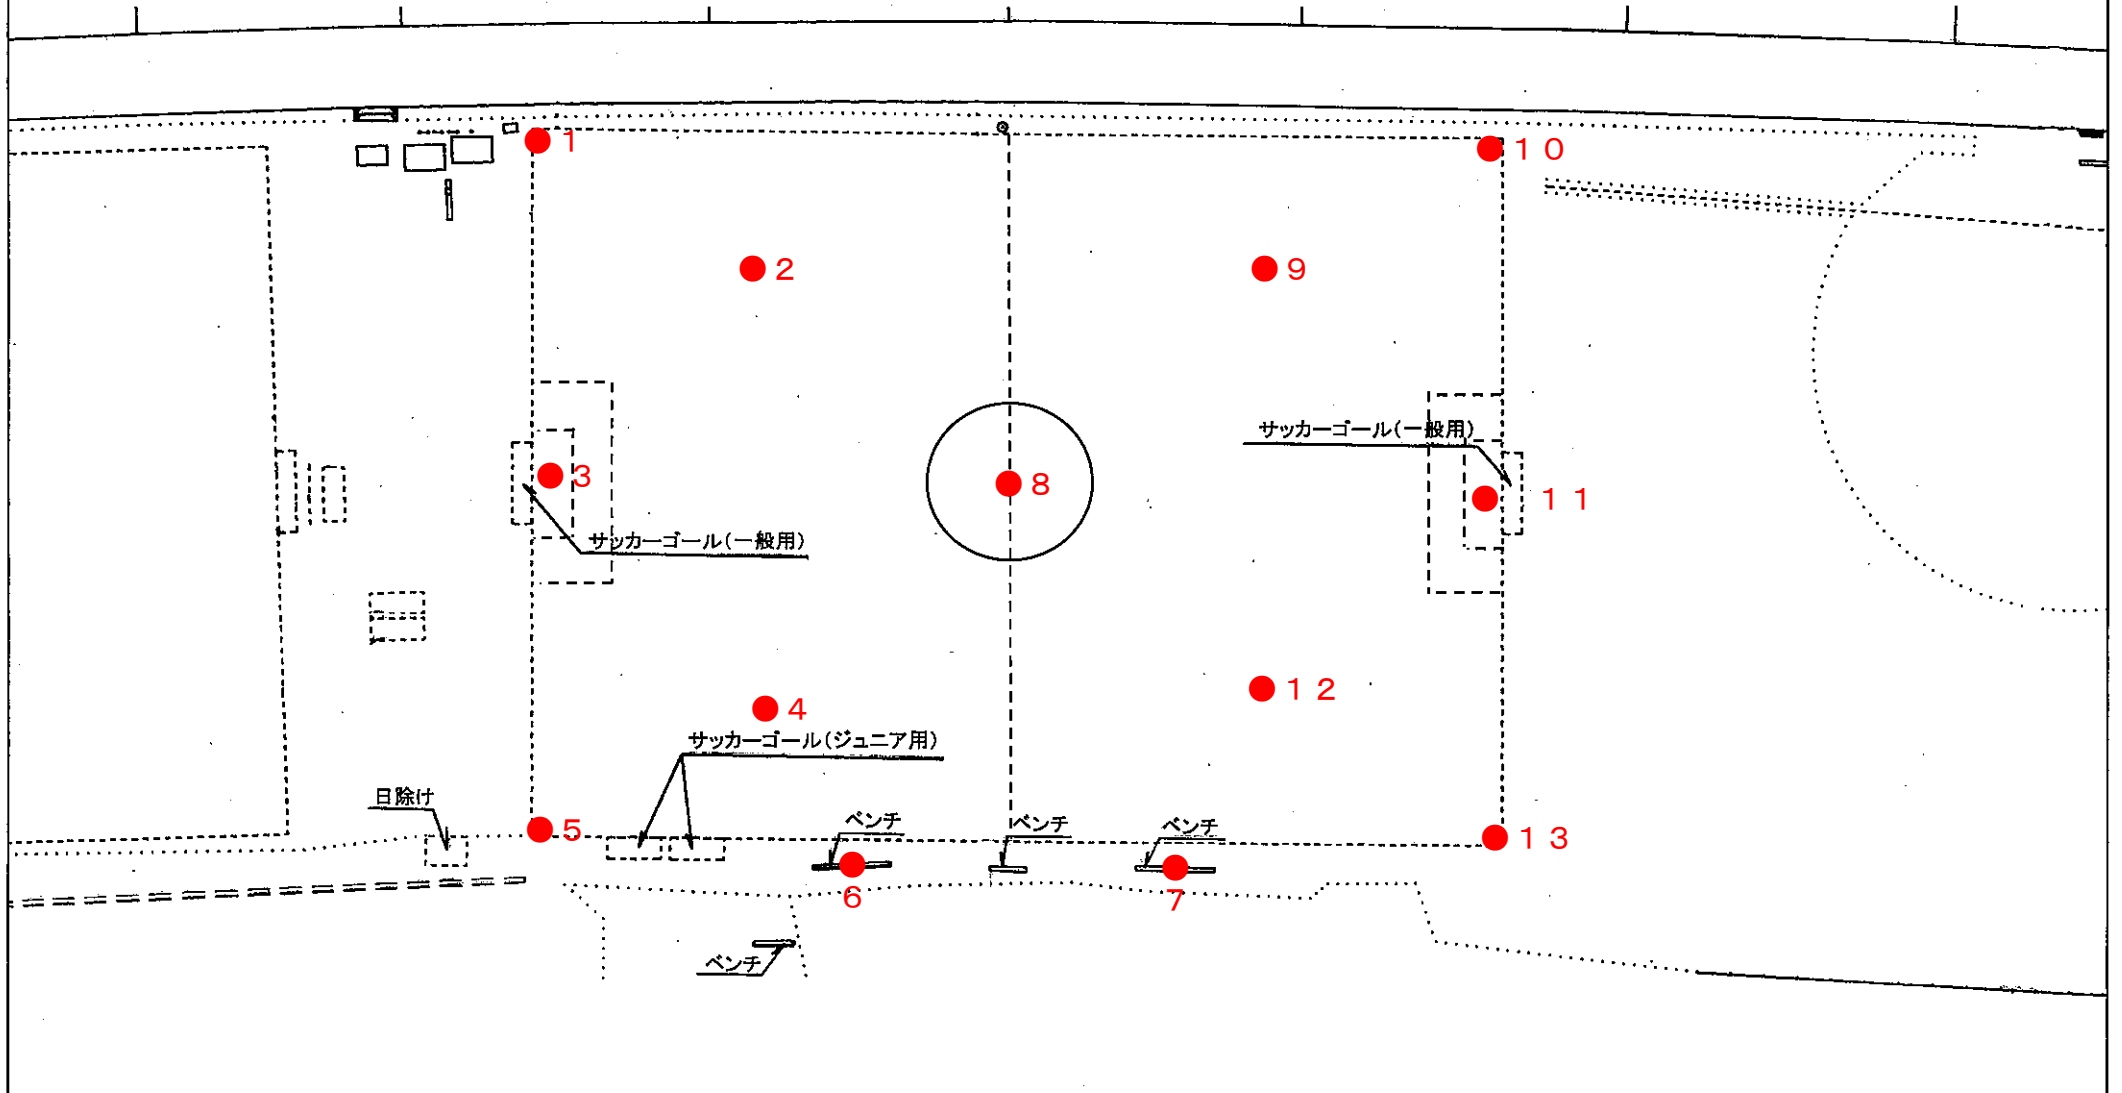 1
10
2
9
サッカーゴール(一般用)
3
8
11
サッカーゴール(一般用)
12
4
サッカーゴール(ジュニア用)
日除け
ベンチ
ベンチ
ベンチ
5
13
6
7
ベンチ